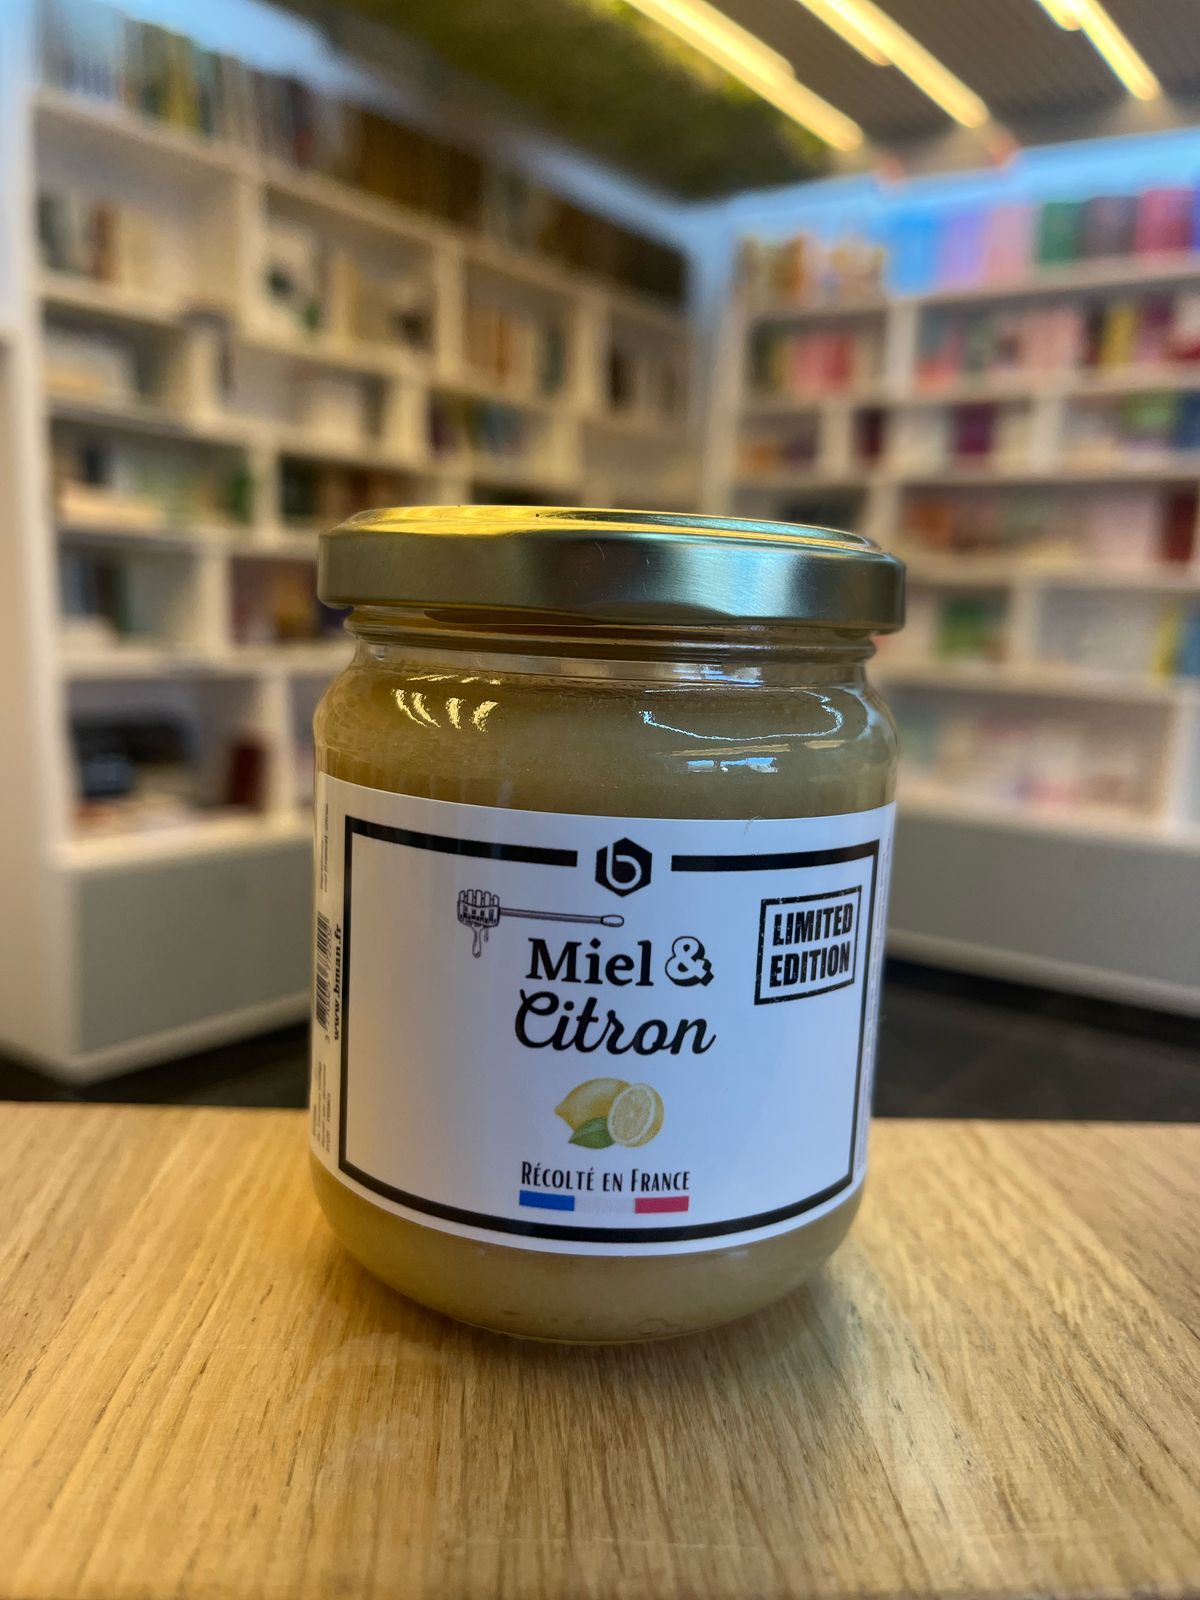 b
Miel &
Citron
LIMITED
EDITION
RÉCOLTÉ EN FRANCE
www.bman.fr